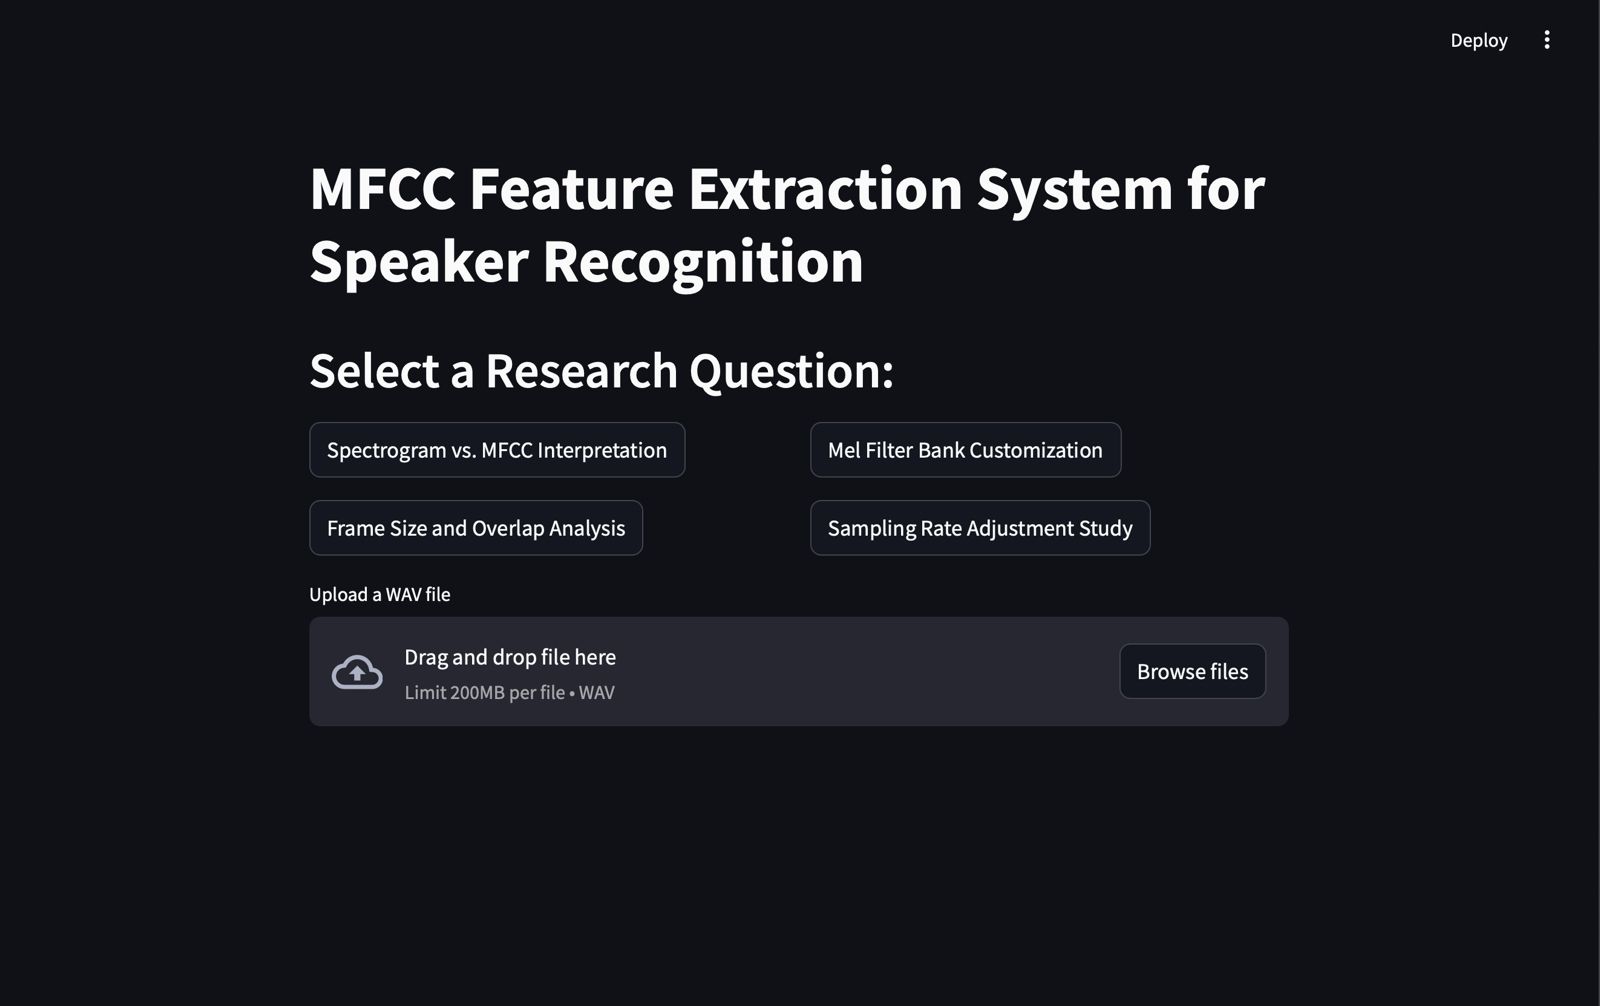 Deploy
MFCC Feature Extraction System for
Speaker Recognition
Select a Research Question:
Spectrogram vs. MFCC Interpretation
Mel Filter Bank Customization
Frame Size and Overlap Analysis
Sampling Rate Adjustment Study
Upload a WAV file
Drag and drop file here
Limit 200MB per file • WAV
Browse files